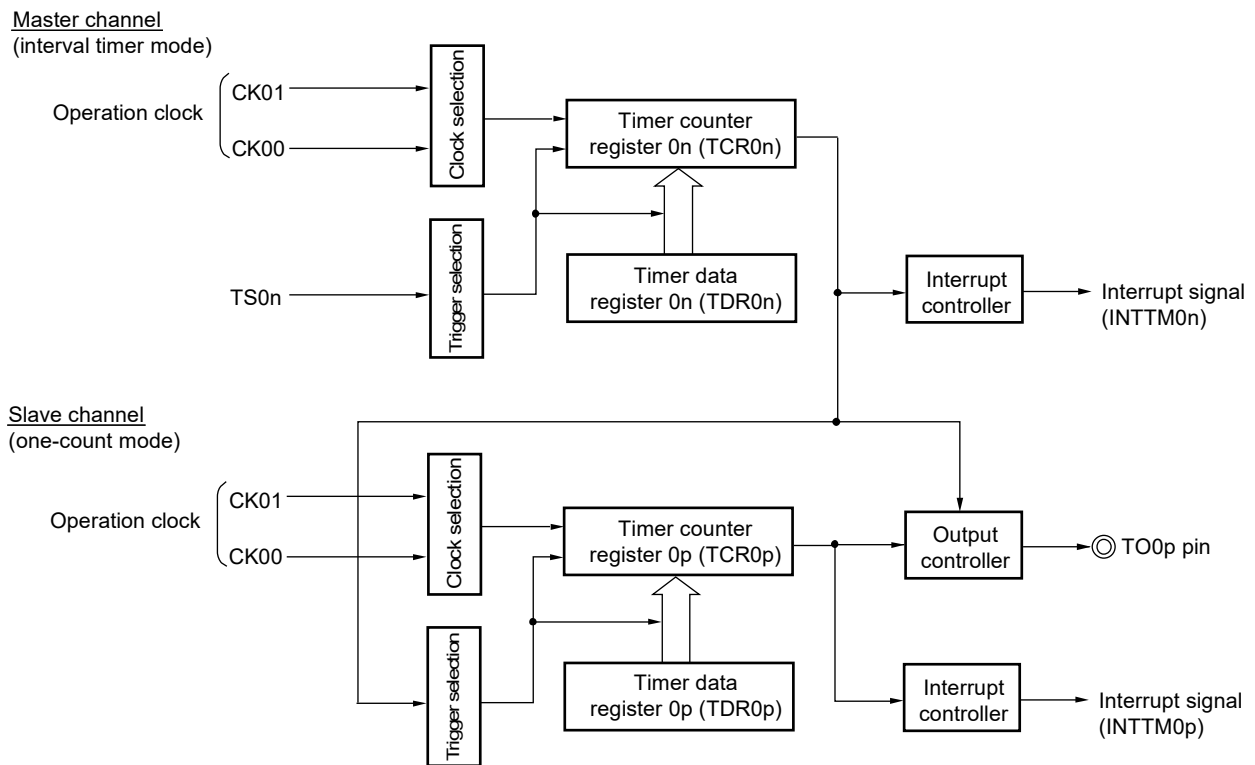 Master channel
(interval timer mode)
Operation clock
CK01
CK00
Clock selection
Timer counter
register 0n (TCR0n)
TS0n
Trigger selection
Timer data
register 0n (TDR0n)
Interrupt
controller
Interrupt signal
(INTTM0n)
Slave channel
(one-count mode)
Operation clock
CK01
CK00
Clock selection
Timer counter
register 0p (TCR0p)
Output
controller
TO0p pin
Trigger selection
Timer data
register 0p (TDR0p)
Interrupt
controller
Interrupt signal
(INTTM0p)